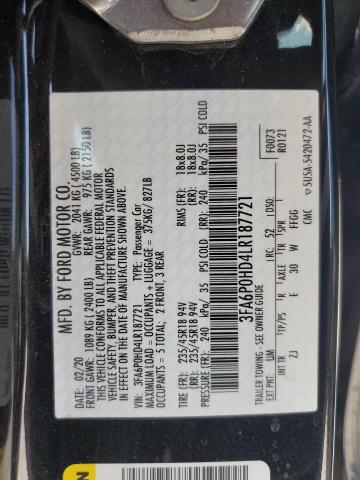 MFD. BY FORD MOTOR CO.
02/20 GVWR: 2041 KG ( 4500 LB)
FRONT GAWR: 1089 KG ( 2400 LB) REAR GAWR: 975 KG ( 2150 LB)
THIS VEHICLE CONFORMS TO ALL APPLICABLE FEDERAL MOTOR
VEHICLE SAFETY, BUMPER, AND THEFT PREVENTION STANDARDS
IN EFFECT ON THE DATE OF MANUFACTURE SHOWN ABOVE.
VIN: 3FA6P0HD4LR187721 TYPE: Passenger Car
MAXIMUM LOAD = OCCUPANTS + LUGGAGE = 375KG/ 827LB
OCCUPANTS = 5 TOTAL; 2 FRONT, 3 REAR
TIRE (FR): 235/45R18 94V RIMS (FR): 18x8.0J
TIRE (RR): 235/45R18 94V (RR): 18x8.0J
PRESSURE (FR): 240 kPa/ 35 PSI COLD (RR): 240 kPa/ 35 PSI COLD
3FA6P0HD4LR187721
TRAILER TOWING - SEE OWNER GUIDE
F0073
R0121
EXT PNT: UM RC: 52 DSO:
INT TR TP/PS R AXLE TR SPR
ZJ E 30 W FFGG
CMC
5U5A-5420472-AA